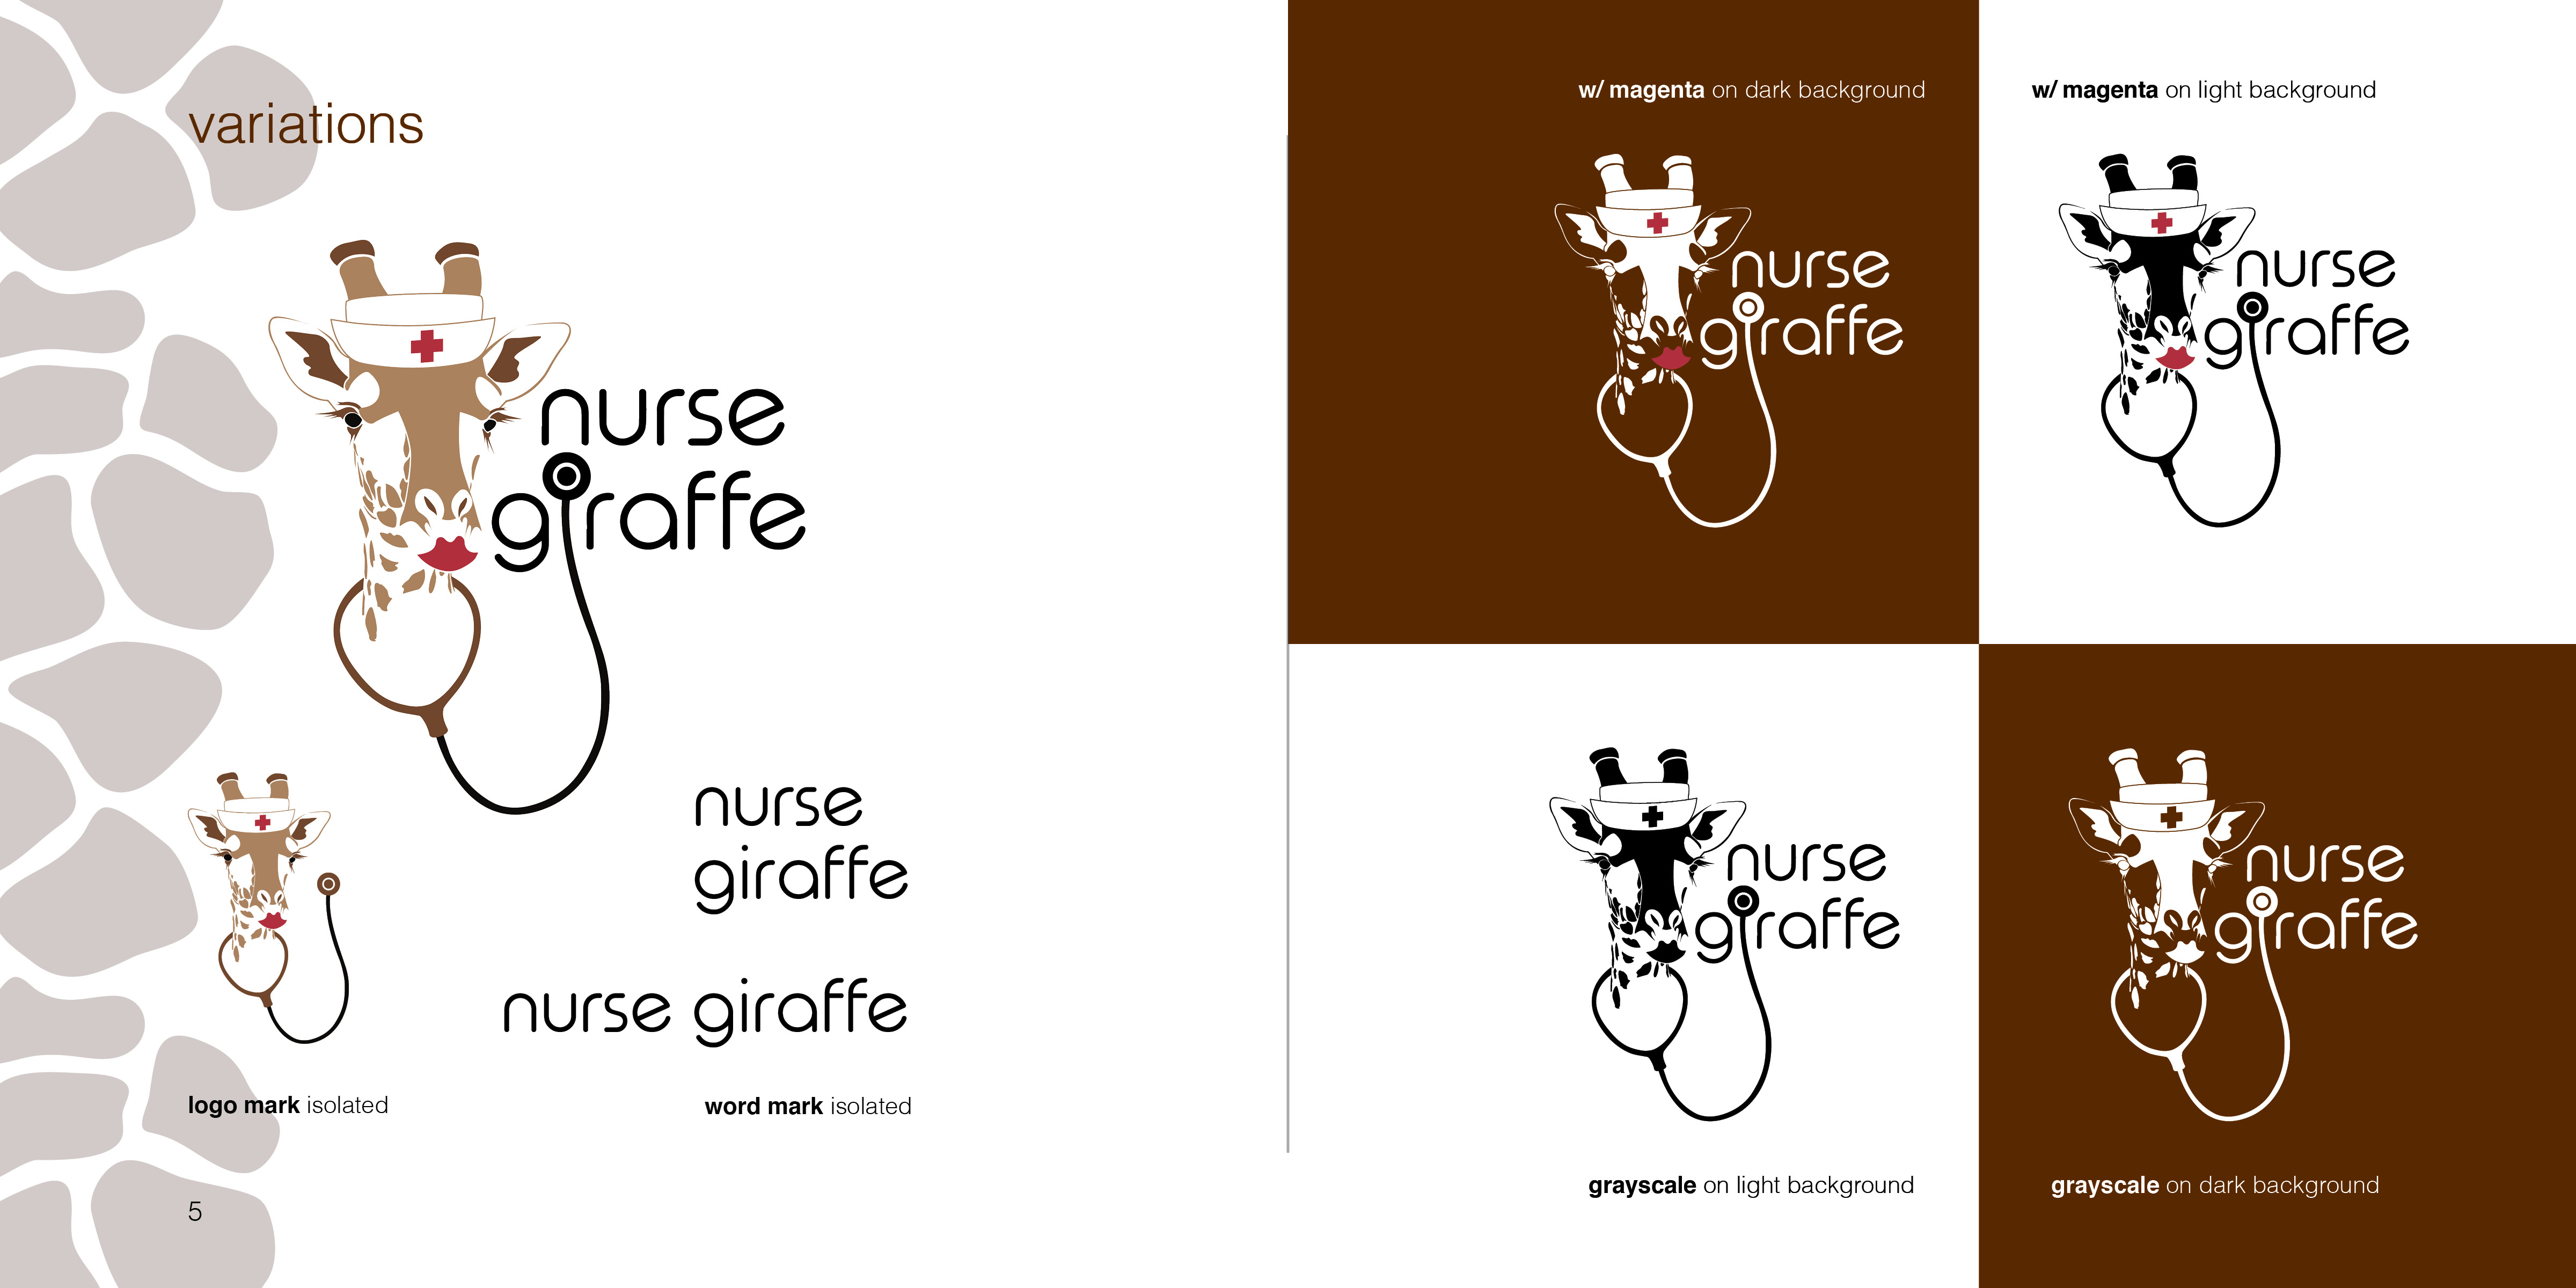 variations
nurse
giraffe
nurse
giraffe
nurse giraffe
logo mark isolated
word mark isolated
5
w/ magenta on dark background
nurse
giraffe
w/ magenta on light background
nurse
giraffe
nurse
giraffe
grayscale on light background
nurse
giraffe
grayscale on dark background